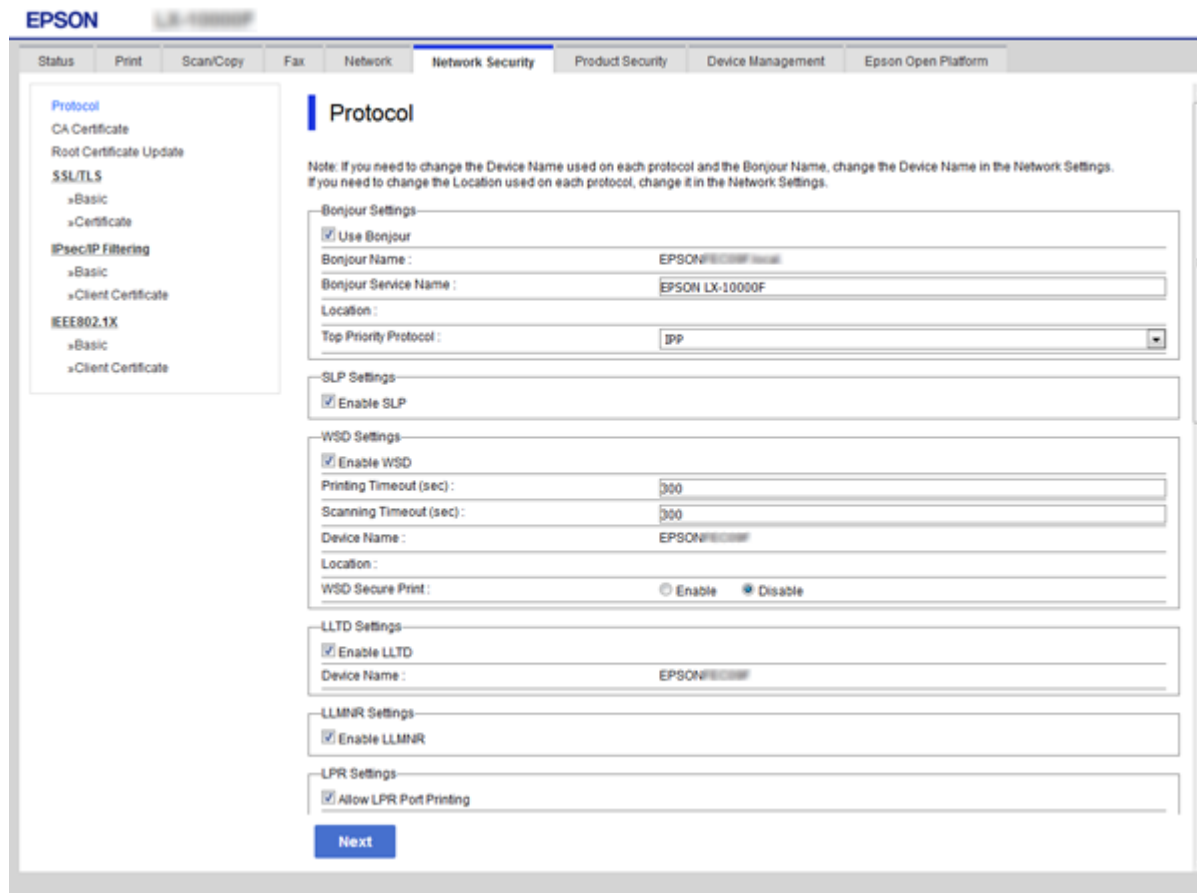 EPSON
Status Print Scan/Copy Fax Network Network Security Product Security Device Management Epson Open Platform
Protocol
CA Certificate
Root Certificate Update
SSL/TLS
»Basic
»Certificate
IPsec/IP Filtering
»Basic
»Client Certificate
IEEE802.1X
»Basic
»Client Certificate
Protocol
Note: If you need to change the Device Name used on each protocol and the Bonjour Name, change the Device Name in the Network Settings.
If you need to change the Location used on each protocol, change it in the Network Settings.
Bonjour Settings
Use Bonjour
Bonjour Name : EPSON
Bonjour Service Name : EPSON LX-10000F
Location :
Top Priority Protocol : IPP
SLP Settings
Enable SLP
WSD Settings
Enable WSD
Printing Timeout (sec) : 300
Scanning Timeout (sec) : 300
Device Name : EPSON
Location :
WSD Secure Print : Enable Disable
LLTD Settings
Enable LLTD
Device Name : EPSON
LLMNR Settings
Enable LLMNR
LPR Settings
Allow LPR Port Printing
Next